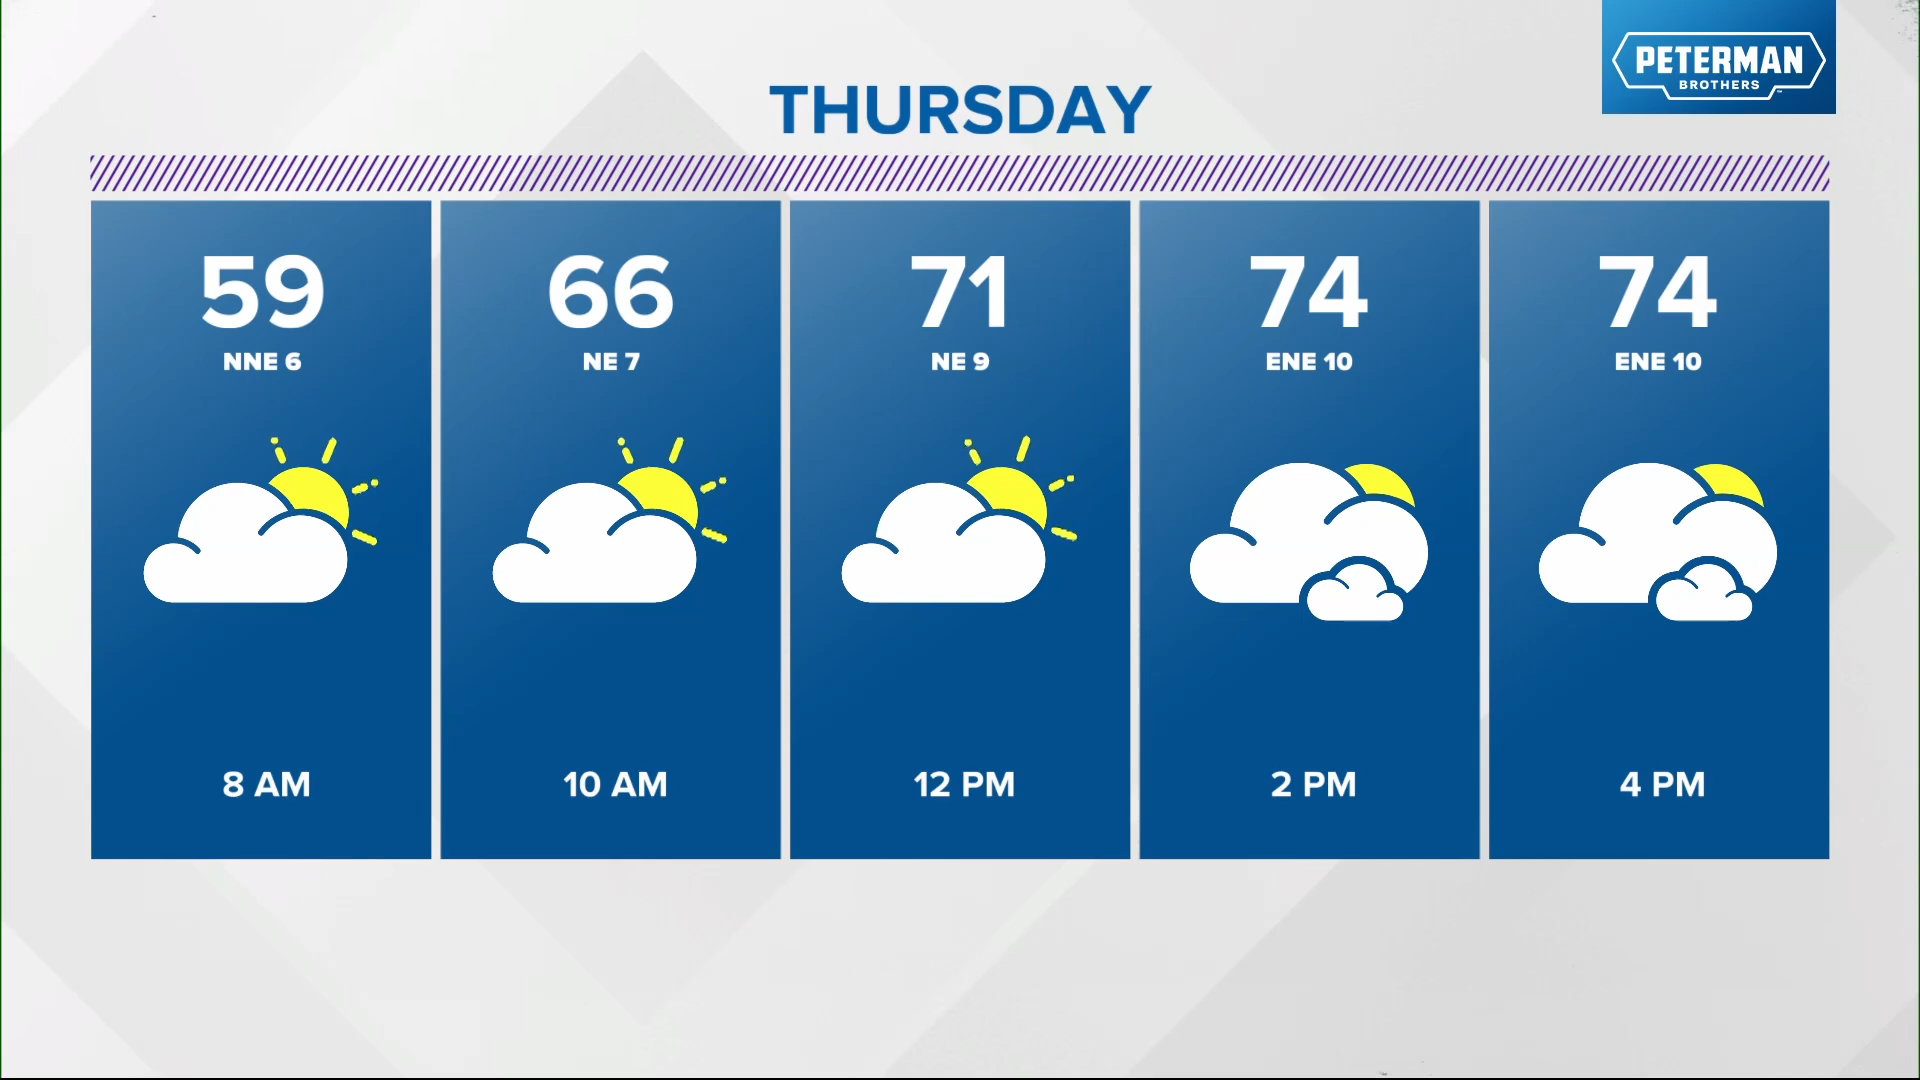 PETERMAN
BROTHERS
THURSDAY
59
NNE 6
8 AM
66
NE 7
10 AM
71
NE 9
12 PM
74
ENE 10
2 PM
74
ENE 10
4 PM